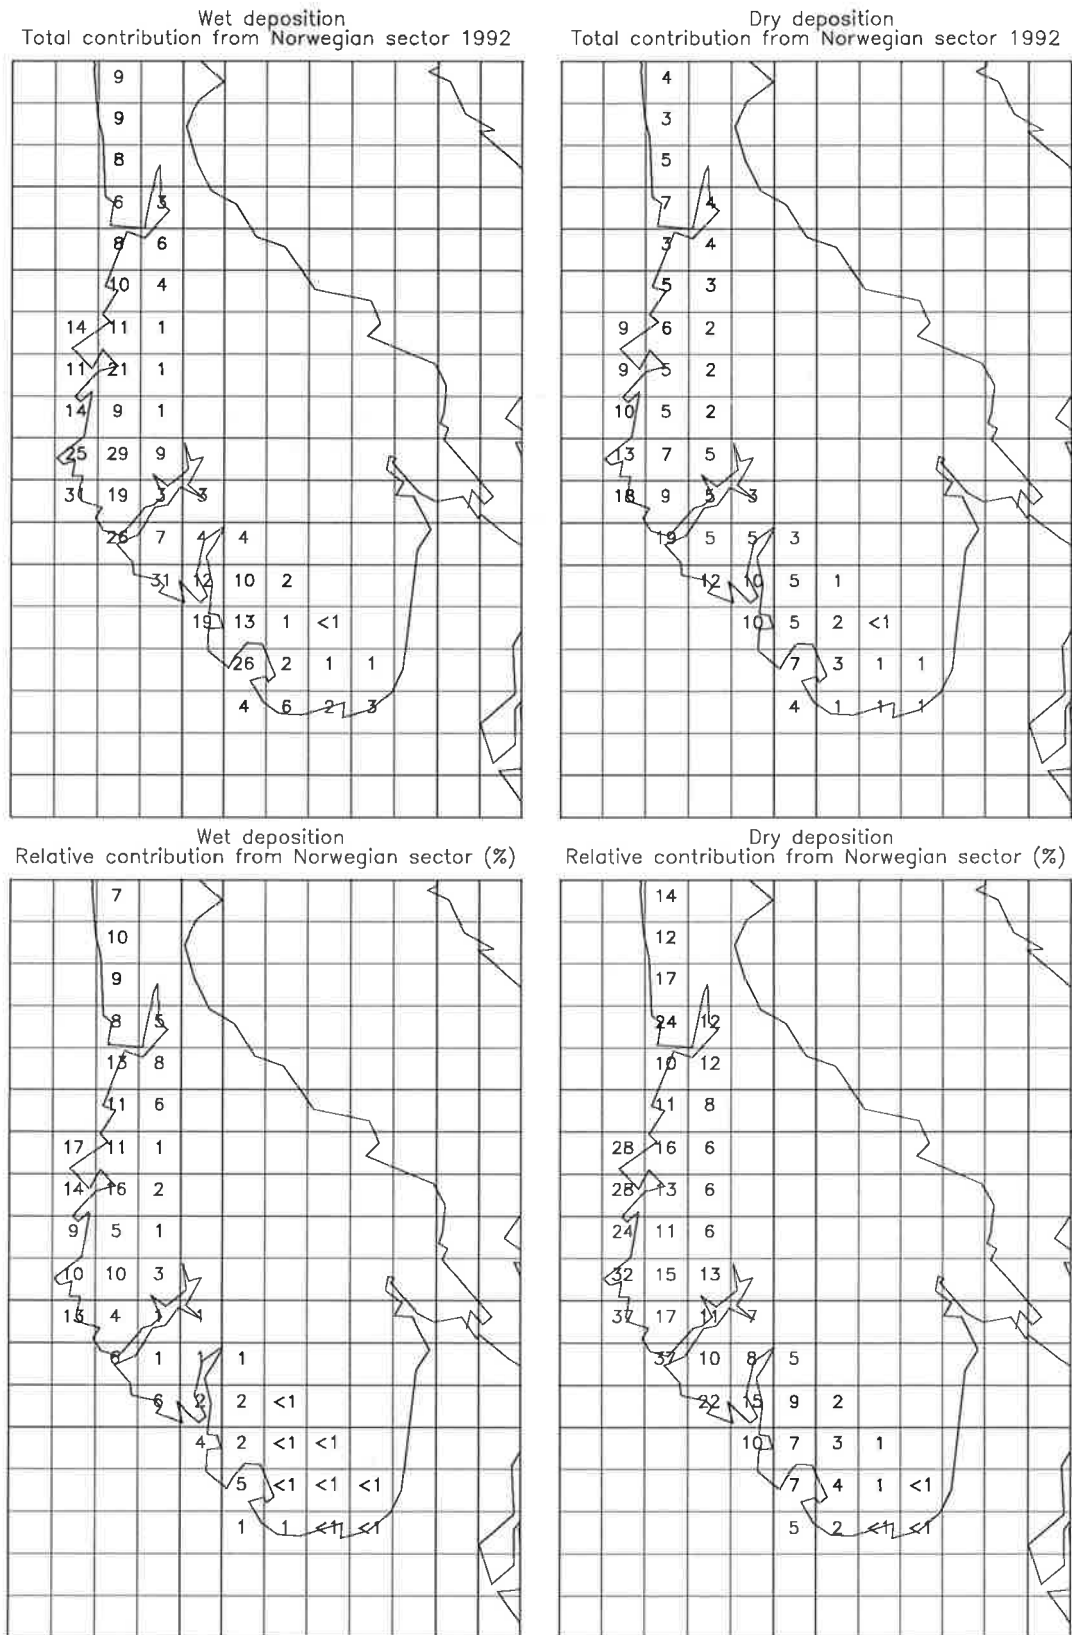 Wet deposition
Total contribution from Norwegian sector 1992
9
9
8
6 3
8 6
10 4
14 11 1
11 21 1
14 9 1
25 29 9
31 19 3 3
26 7 4 4
31 12 10 2
19 13 1 <1
26 2 1 1
4 6 2 3
Dry deposition
Total contribution from Norwegian sector 1992
4
3
5
7 4
3 4
5 3
9 6 2
9 5 2
10 5 2
13 7 5
18 9 5 3
19 5 5 3
12 10 5 1
10 5 2 <1
7 3 1 1
4 1 1 1
Wet deposition
Relative contribution from Norwegian sector (%)
7
10
9
8 5
13 8
11 6
17 11 1
14 16 2
9 5 1
10 10 3
13 4 1 1
6 1 1 1
6 2 2 <1
4 2 <1 <1
5 <1 <1 <1
1 1 <1 <1
Dry deposition
Relative contribution from Norwegian sector (%)
14
12
17
24 12
10 12
11 8
28 16 6
28 13 6
24 11 6
32 15 13
37 17 11 7
37 10 8 5
22 15 9 2
10 7 3 1
7 4 1 <1
5 2 <1 <1